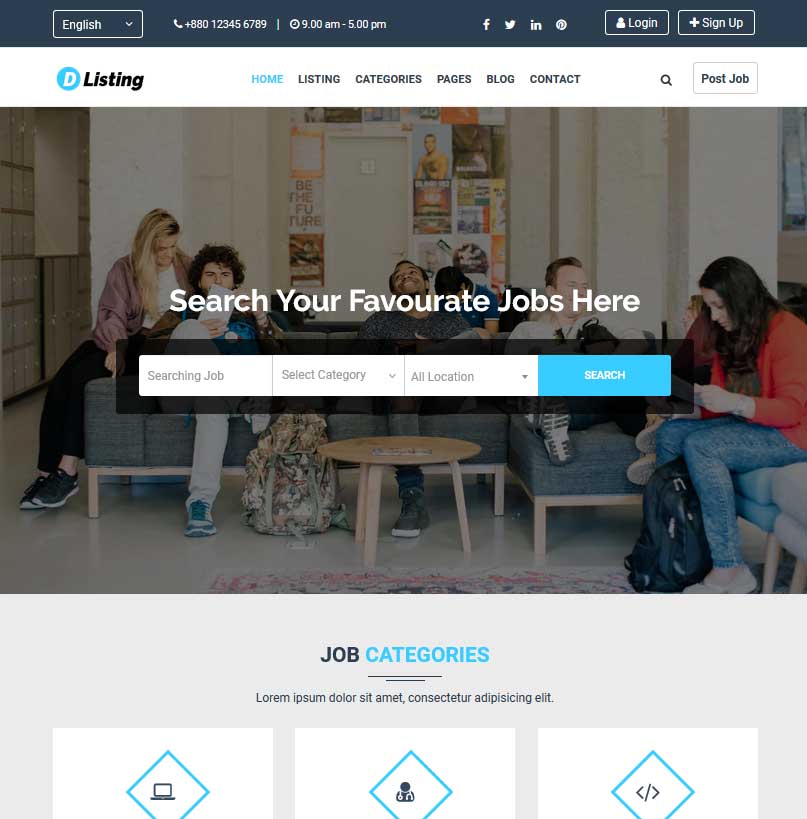 English
+880 12345 6789 | 9.00 am - 5.00 pm
Login
Sign Up
D Listing
HOME LISTING CATEGORIES PAGES BLOG CONTACT
Post Job
BE
THE
FU
TURE
Search Your Favourate Jobs Here
Searching Job
Select Category
All Location
SEARCH
JOB CATEGORIES
Lorem ipsum dolor sit amet, consectetur adipisicing elit.